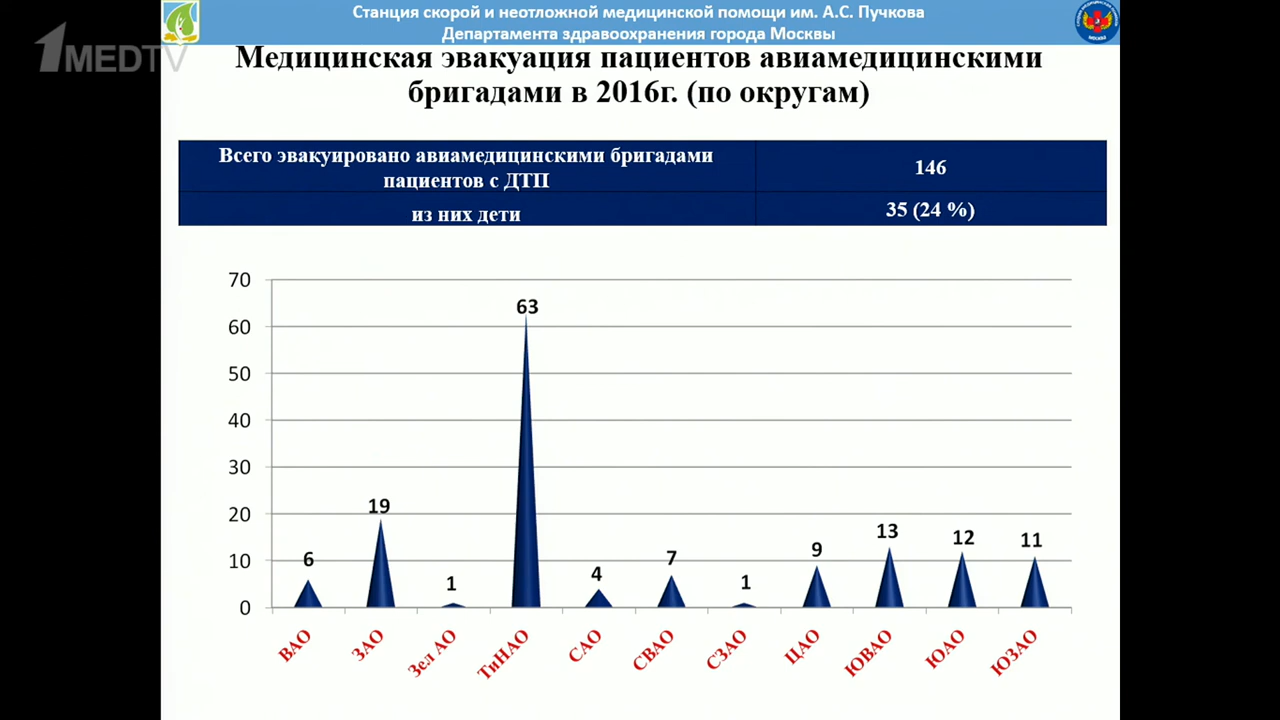 Станция скорой и неотложной медицинской помощи им. А.С. Пучкова
Департамента здравоохранения города Москвы
1MEDTV
Медицинская эвакуация пациентов авиамедицинскими
бригадами в 2016г. (по округам)
Всего эвакуировано авиамедицинскими бригадами
пациентов с ДТП
146
из них дети
35 (24 %)
70
60
50
40
30
20
10
0
6
19
1
63
4
7
1
9
13
12
11
ВАО
ЗАО
Зел АО
ТиНАО
САО
СВАО
СЗАО
ЦАО
ЮВАО
ЮАО
ЮЗАО